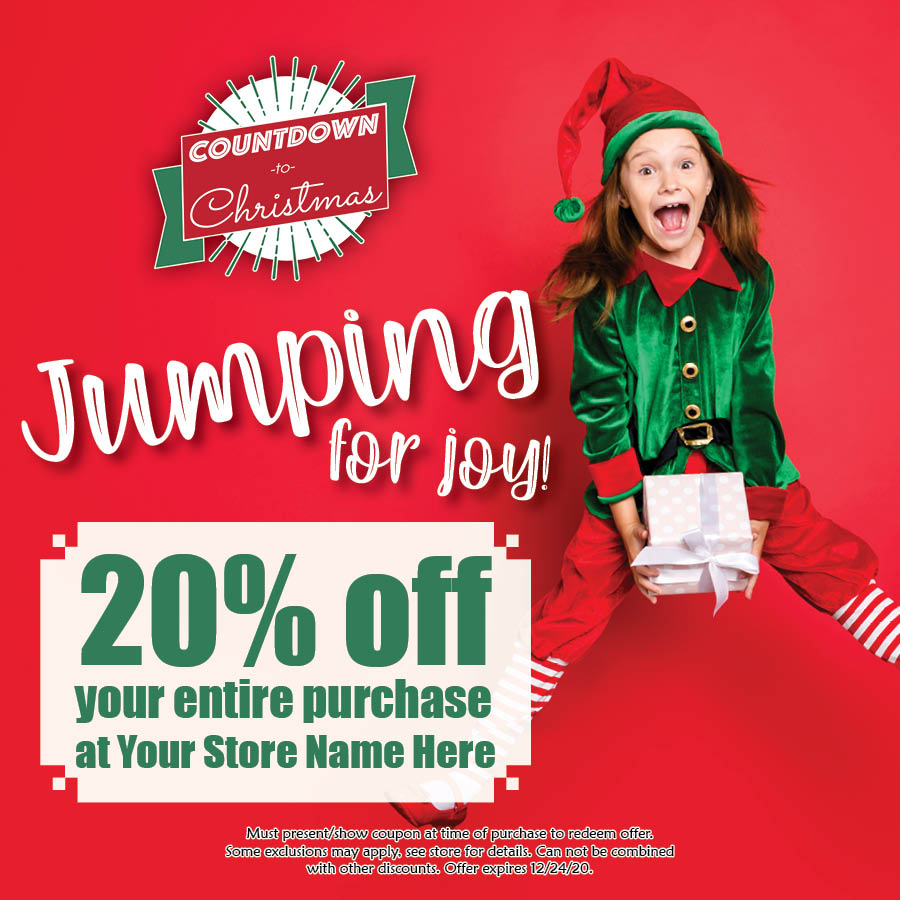 COUNTDOWN
-to-
Christmas
Jumping
for joy!
20% off
your entire purchase
at Your Store Name Here
Must present/show coupon at time of purchase to redeem offer.
Some exclusions may apply, see store for details. Can not be combined
with other discounts. Offer expires 12/24/20.